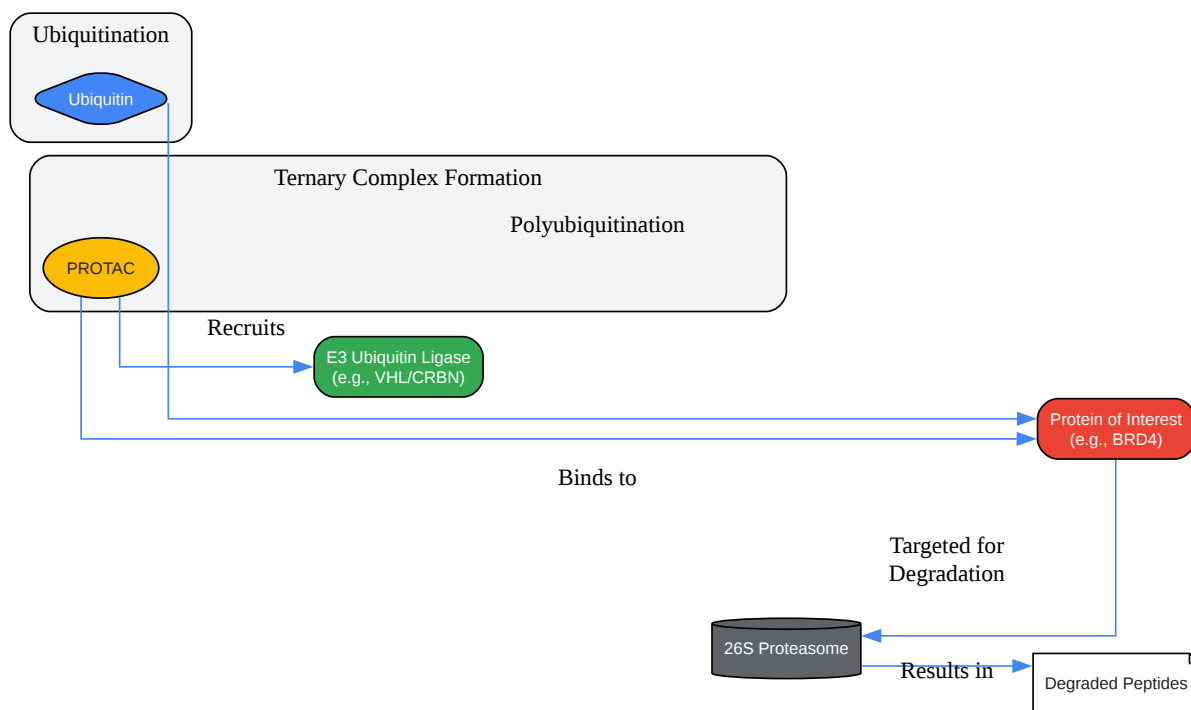 Ubiquitination
Ubiquitin
Ternary Complex Formation
Polyubiquitination
PROTAC
Recruits
E3 Ubiquitin Ligase
(e.g., VHL/CRBN)
Protein of Interest
(e.g., BRD4)
Binds to
Targeted for
Degradation
26S Proteasome
Results in
Degraded Peptides